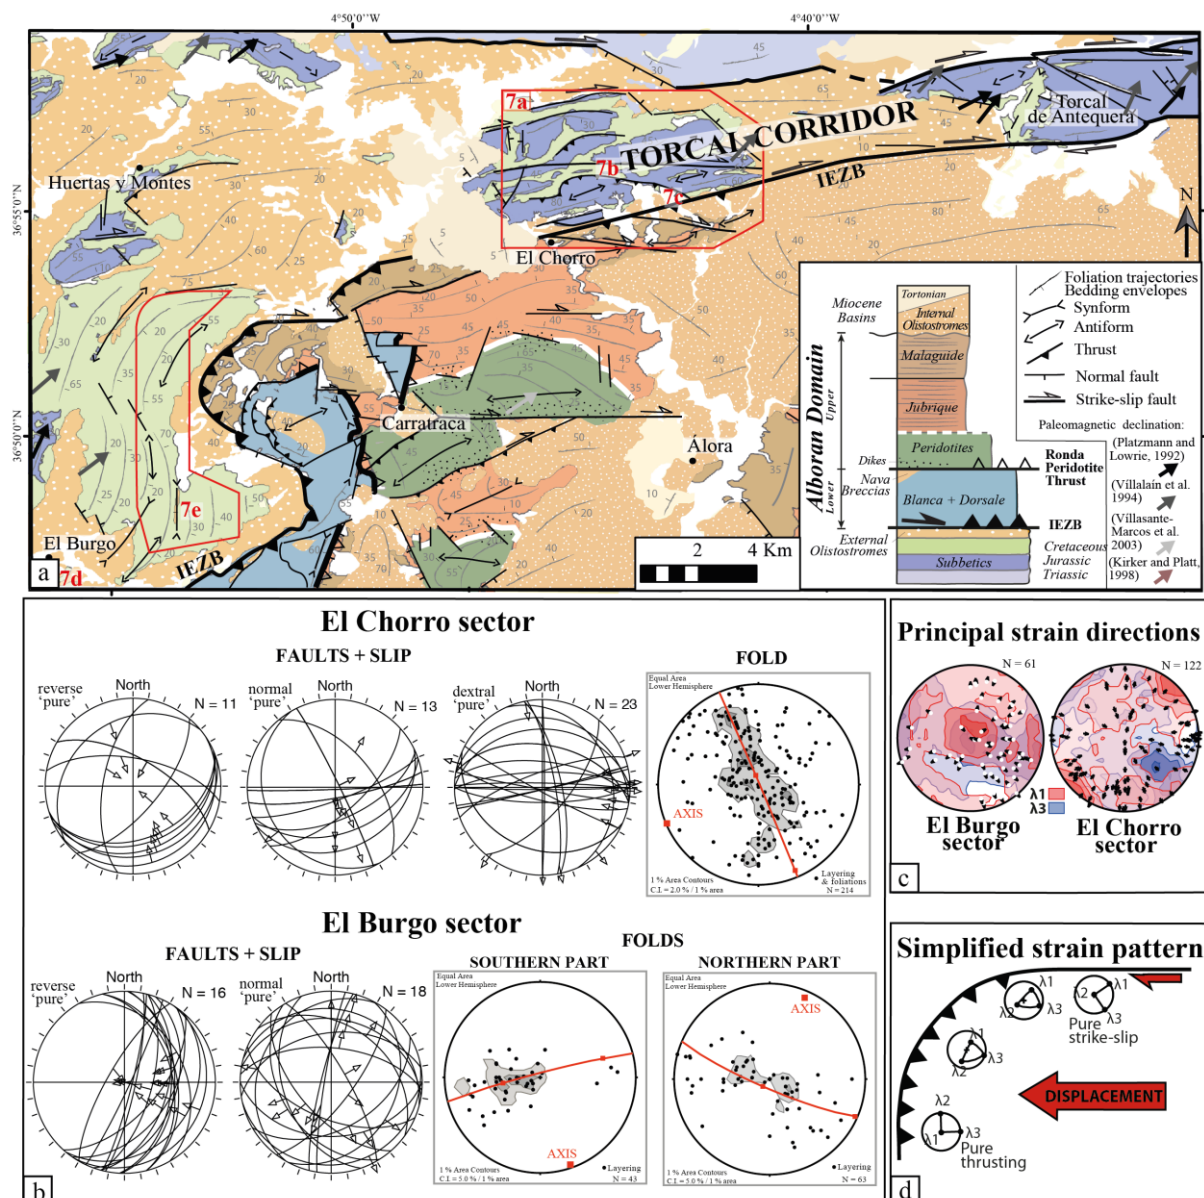 4°50'0''W
4°40'0''W
36°55'0''N
36°50'0''N
7a
TORCAL CORRIDOR
7b
7c
IEZB
Torcal
de Antequera
Huertas y Montes
El Chorro
N
Carratraca
Álora
7e
El Burgo
7d
IEZB
a
2 4 Km
Miocene
Basins
Tortonian
Internal
Olistostromes
Malaguide
Jubrique
Peridotites
Dikes
Nava
Breccias
Blanca + Dorsale
External
Olistostromes
Subbetics
Alboran Domain
Upper
Lower
Ronda
Peridotite
Thrust
IEZB
Cretaceous
Jurassic
Triassic
Foliation trajectories
Bedding envelopes
Synform
Antiform
Thrust
Normal fault
Strike-slip fault
Paleomagnetic declination:
(Platzmann and
Lowrie, 1992)
(Villalaín et al.
1994)
(Villasante-
Marcos et al.
2003)
(Kirker and Platt,
1998)
El Chorro sector
FAULTS + SLIP
reverse
'pure'
North
N = 11
normal
'pure'
North
N = 13
dextral
'pure'
North
N = 23
FOLD
Equal Area
Lower Hemisphere
AXIS
1 % Area Contours
C.I. = 2.0 % / 1 % area
Layering
& foliations
N = 214
El Burgo sector
FAULTS + SLIP
reverse
'pure'
North
N = 16
normal
'pure'
North
N = 18
FOLDS
SOUTHERN PART
Equal Area
Lower Hemisphere
AXIS
1 % Area Contours
C.I. = 5.0 % / 1 % area
Layering
N = 43
NORTHERN PART
Equal Area
Lower Hemisphere
AXIS
1 % Area Contours
C.I. = 5.0 % / 1 % area
Layering
N = 63
b
Principal strain directions
N = 61
N = 122
λ1
λ3
El Burgo
sector
El Chorro
sector
c
Simplified strain pattern
λ1
λ2
λ3
λ1
λ2
λ3
Pure
strike-slip
λ1
λ3
λ2
DISPLACEMENT
λ2
λ1
λ3
Pure
thrusting
d